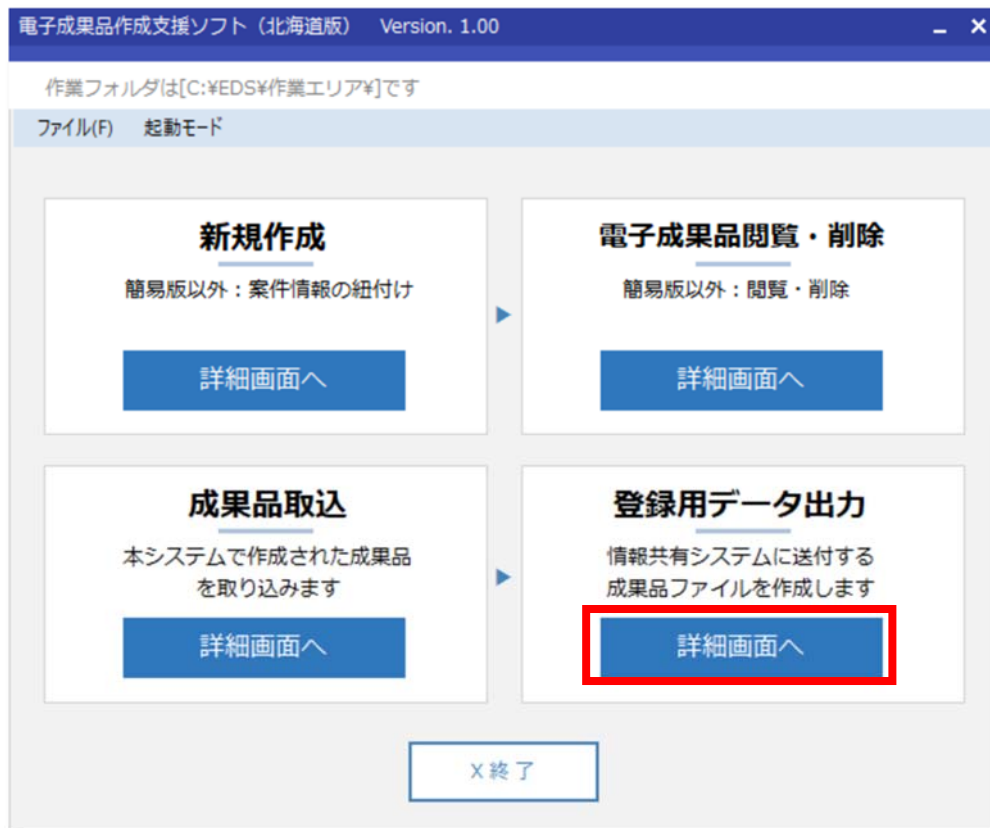 電子成果品作成支援ソフト（北海道版） Version. 1.00
作業フォルダは[C:¥EDS¥作業エリア¥]です
ファイル(F) 起動モード
新規作成
簡易版以外：案件情報の紐付け
詳細画面へ
電子成果品閲覧・削除
簡易版以外：閲覧・削除
詳細画面へ
成果品取込
本システムで作成された成果品
を取り込みます
詳細画面へ
登録用データ出力
情報共有システムに送付する
成果品ファイルを作成します
詳細画面へ
X 終了